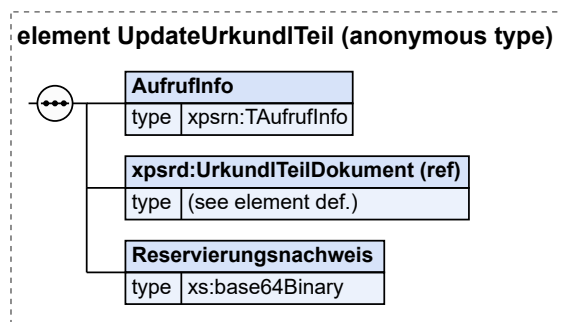 element UpdateUrkundlTeil (anonymous type)
AufrufInfo
type xpsrn:TAufrufInfo
xpsrd:UrkundlTeilDokument (ref)
type (see element def.)
Reservierungsnachweis
type xs:base64Binary